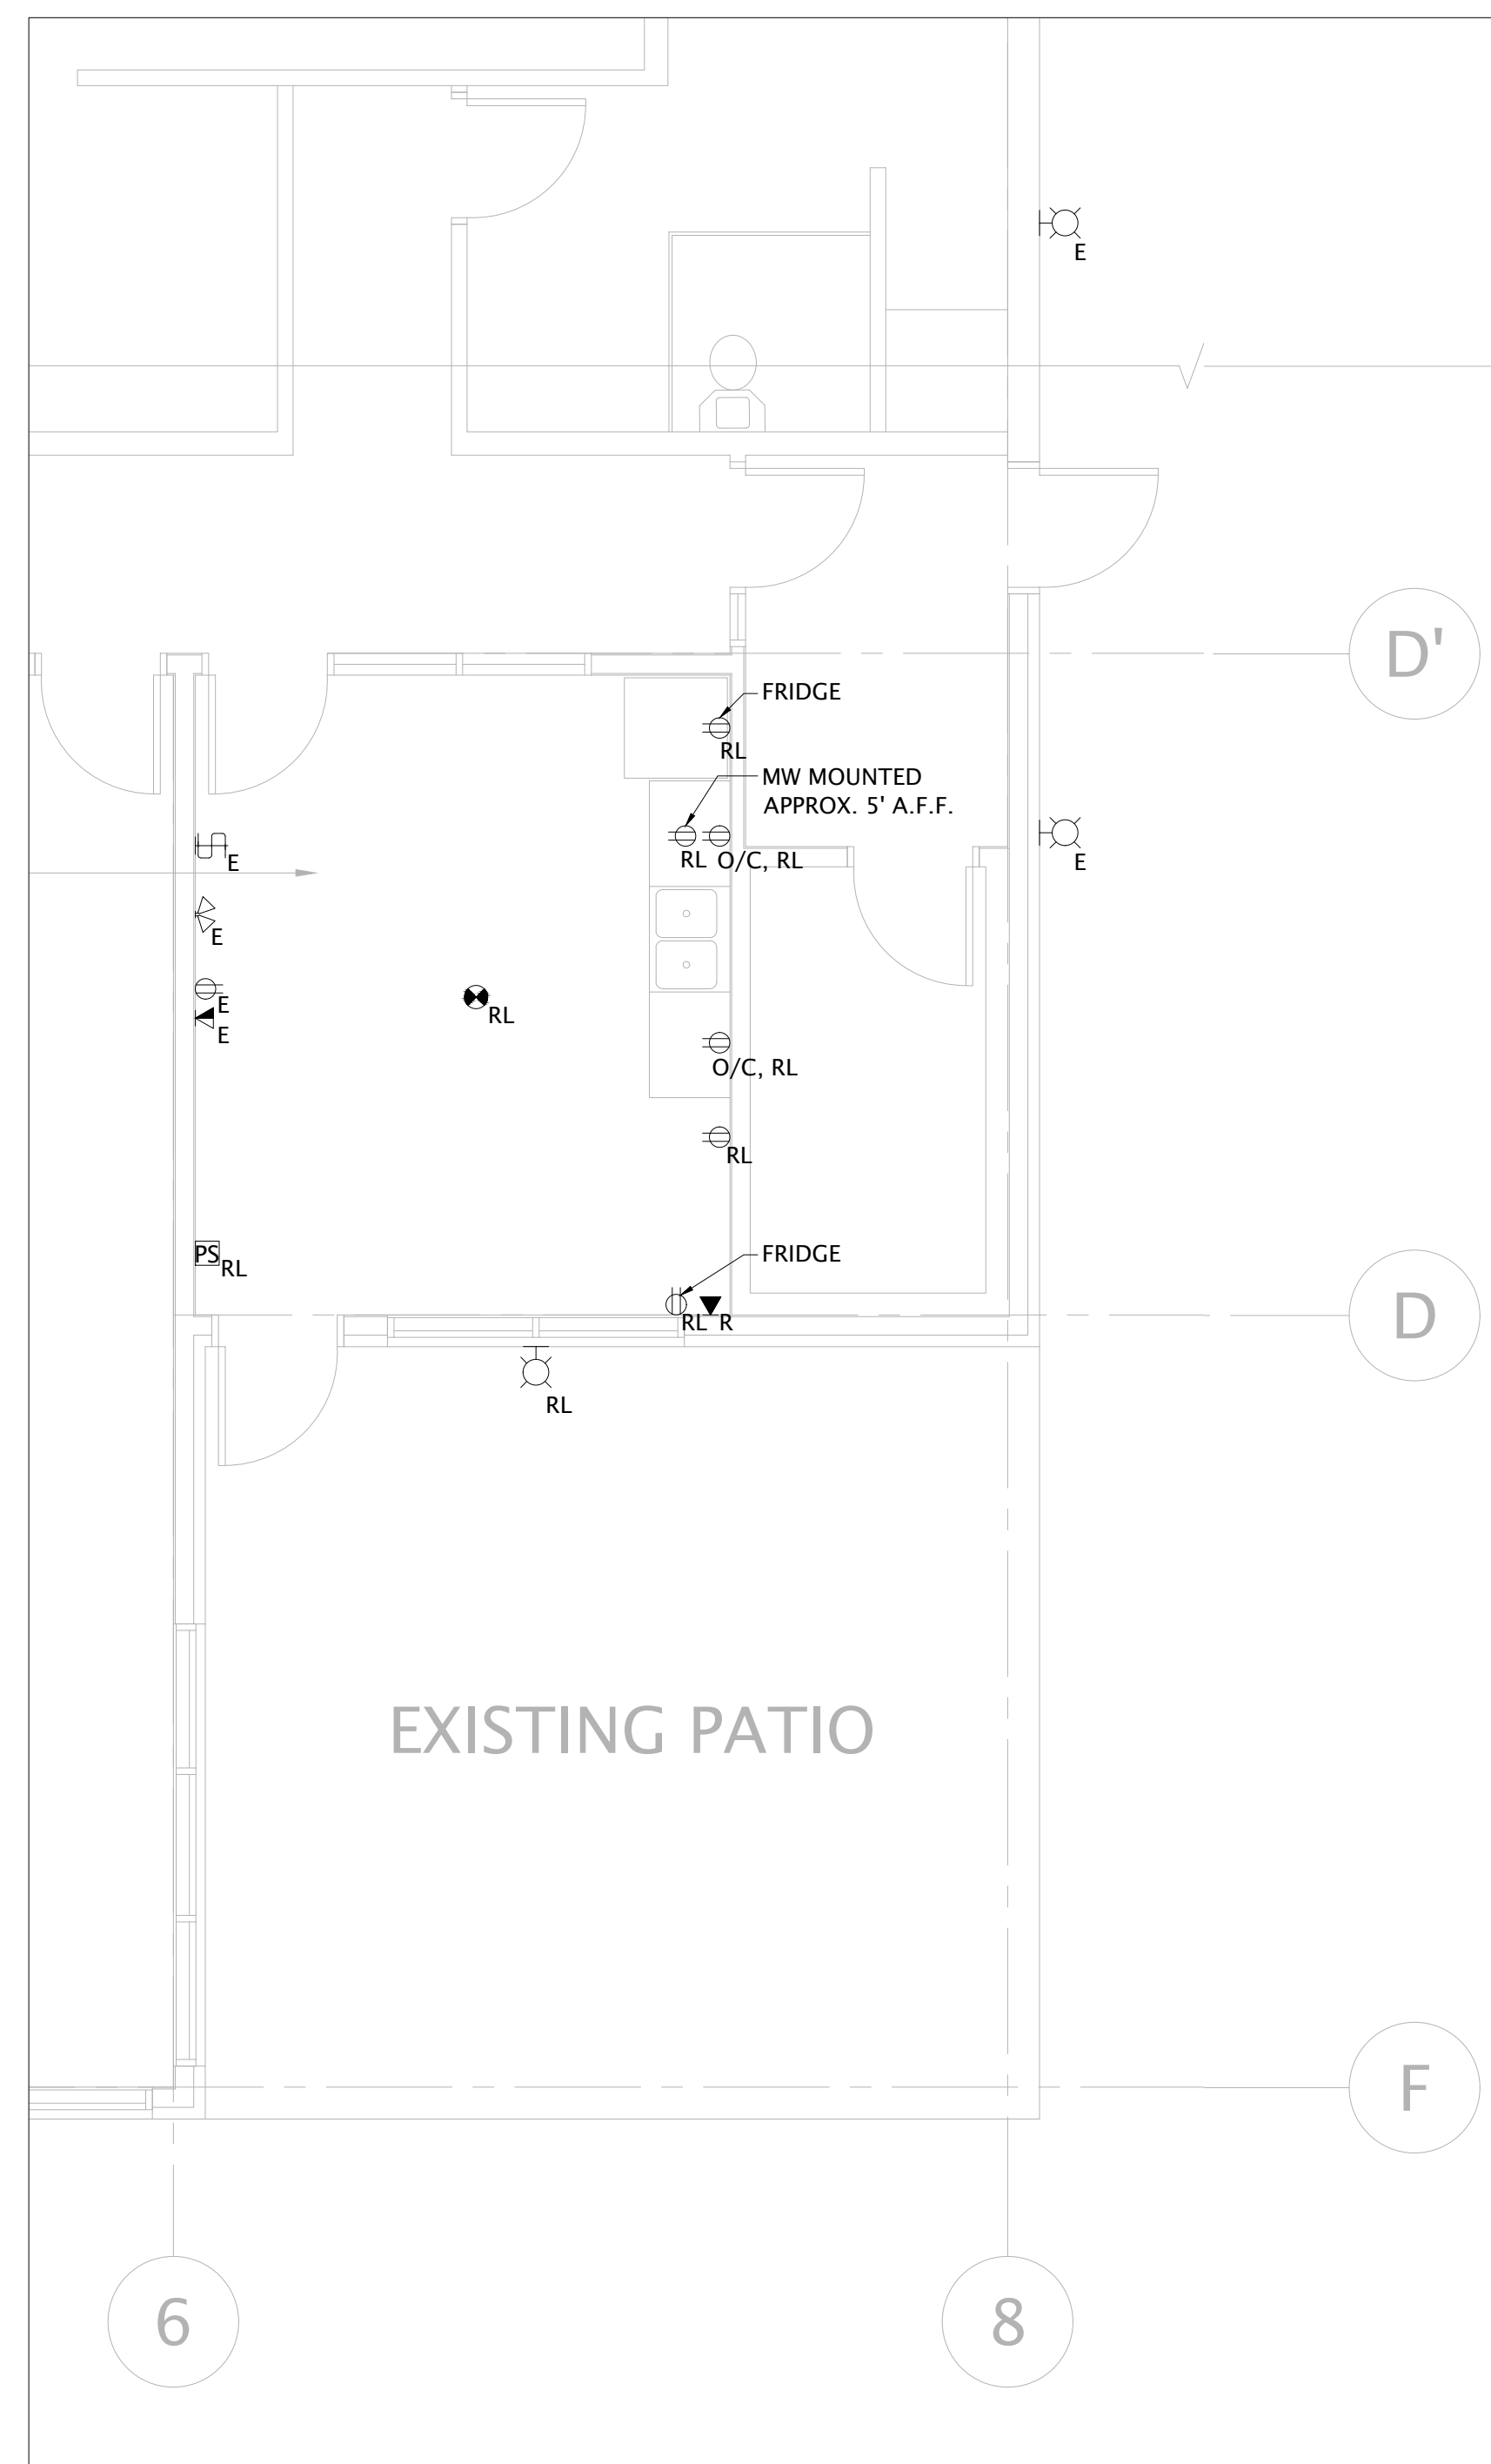 E
D'
FRIDGE
RL
MW MOUNTED
APPROX. 5' A.F.F.
RL
O/C, RL
S
E
E
E
E
E
RL
O/C, RL
RL
PS
RL
FRIDGE
RL
R
D
RL
EXISTING PATIO
F
6
8